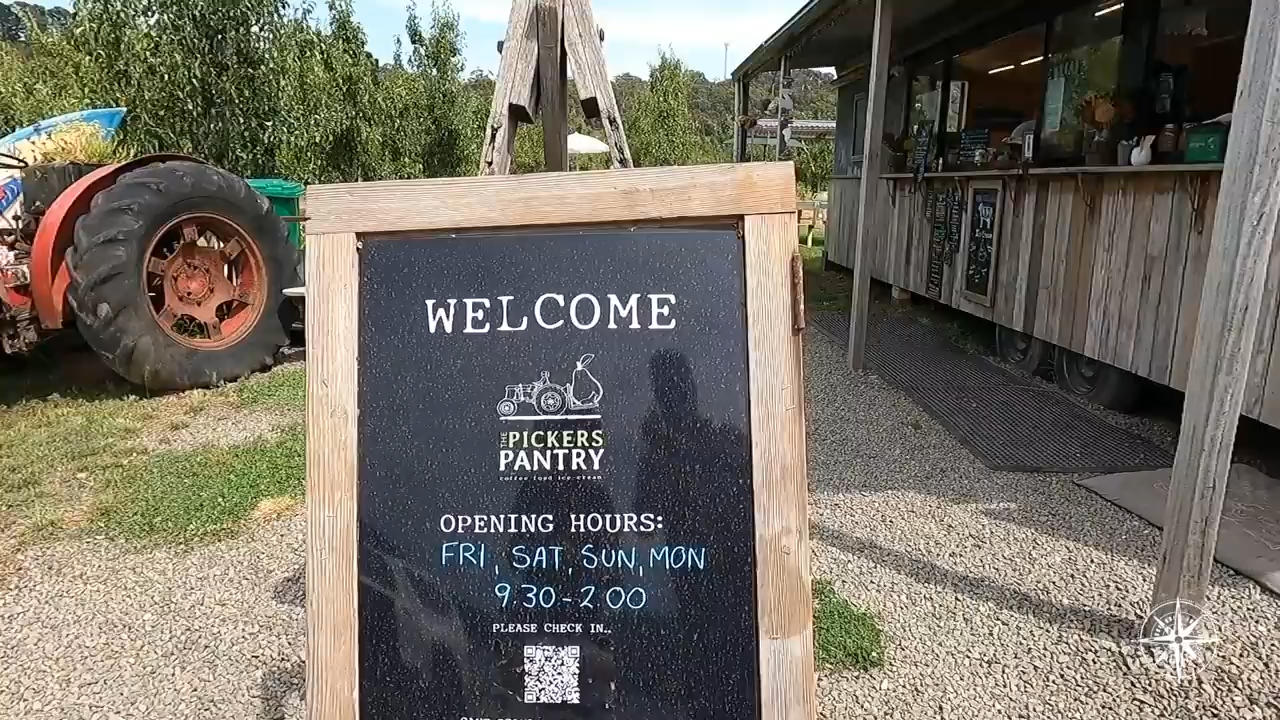 WELCOME
THE
PICKERS
PANTRY
coffee food ice cream
OPENING HOURS:
FRI, SAT, SUN, MON
9.30-2.00
PLEASE CHECK IN..